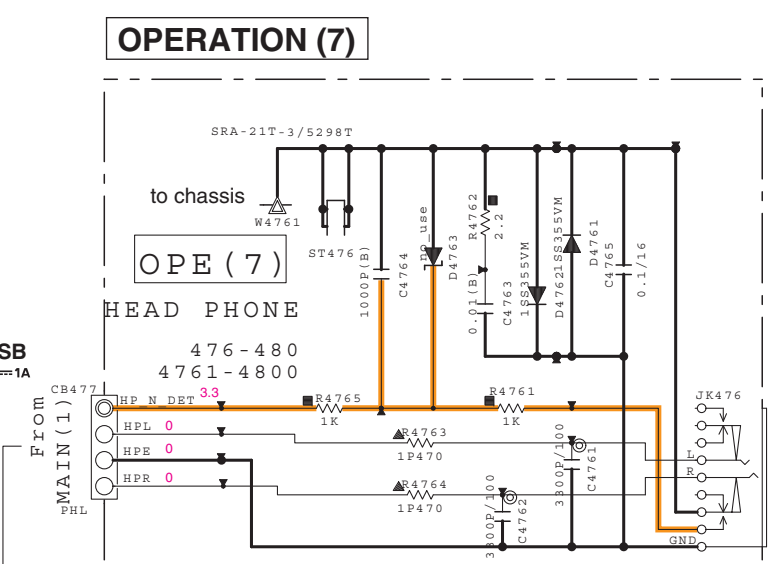 OPERATION (7)
SRA-21T-3/5298T
to chassis
W4761
ST476
OPE(7)
HEAD PHONE
476-480
4761-4800
1000P(B)
C4764
no_use
D4763
R4762
2.2
0.01(B)
C4763
1SS355VM
D4762
1SS355VM
D4761
C4765
0.1/16
SB
1A
From
MAIN(1)
CB477
PHL
HP_N_DET
3.3
HPL
0
HPE
0
HPR
0
R4765
1K
R4761
1K
R4763
1P470
R4764
1P470
3300P/100
C4761
3300P/100
C4762
JK476
L
R
GND